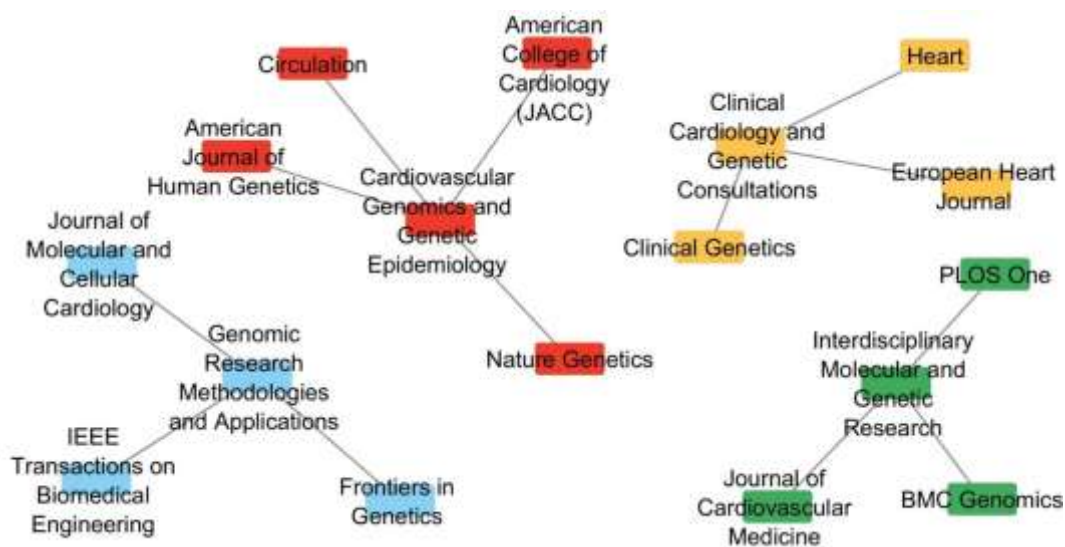 Circulation
American
College of
Cardiology
(JACC)
American
Journal of
Human Genetics
Cardiovascular
Genomics and
Genetic
Epidemiology
Nature Genetics
Heart
Clinical
Cardiology and
Genetic
Consultations
European Heart
Journal
Clinical Genetics
Journal of
Molecular and
Cellular
Cardiology
Genomic
Research
Methodologies
and Applications
IEEE
Transactions on
Biomedical
Engineering
Frontiers in
Genetics
PLOS One
Interdisciplinary
Molecular and
Genetic
Research
Journal of
Cardiovascular
Medicine
BMC Genomics